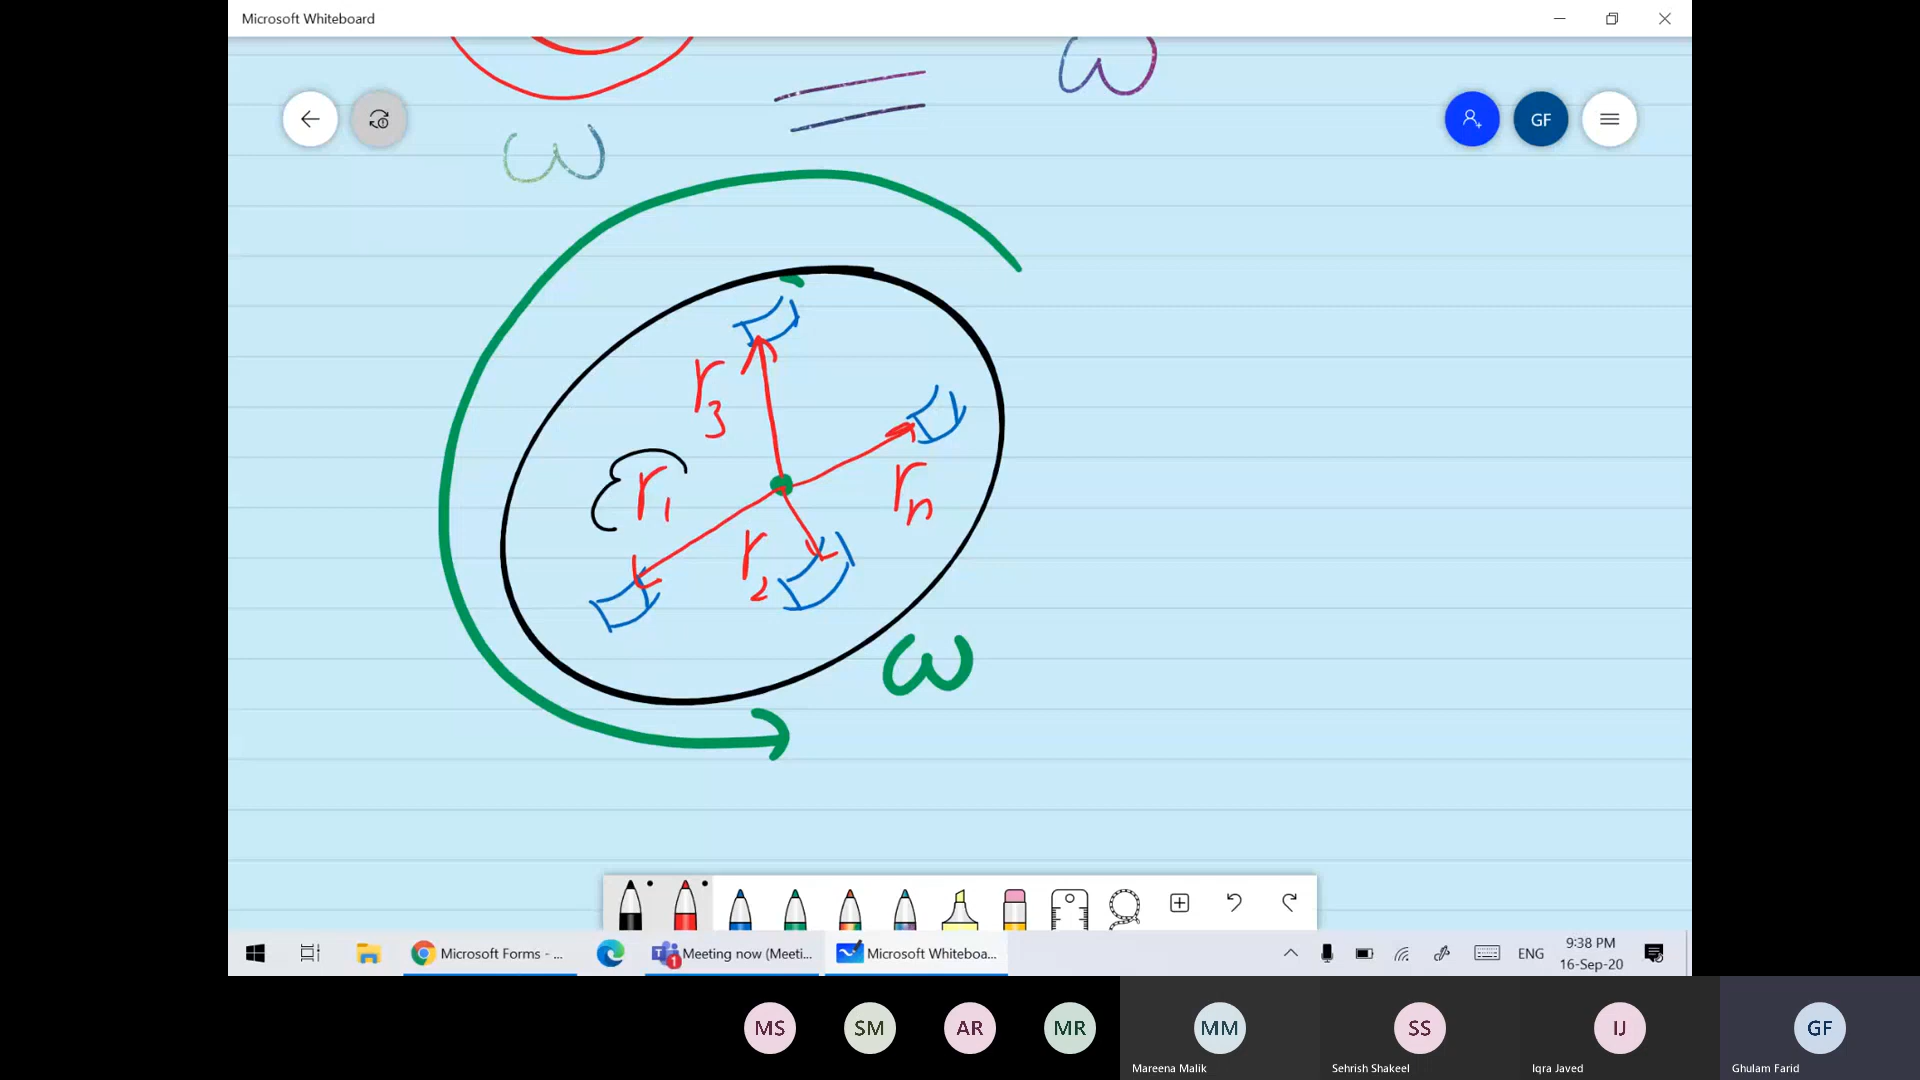 Microsoft Whiteboard
ω
GF
ω
r3
r1
rn
r2
ω
Microsoft Forms - ...
1
Meeting now (Meeti...
Microsoft Whiteboa...
ENG
9:38 PM
16-Sep-20
MS
SM
AR
MR
MM
SS
IJ
GF
Mareena Malik
Sehrish Shakeel
Iqra Javed
Ghulam Farid